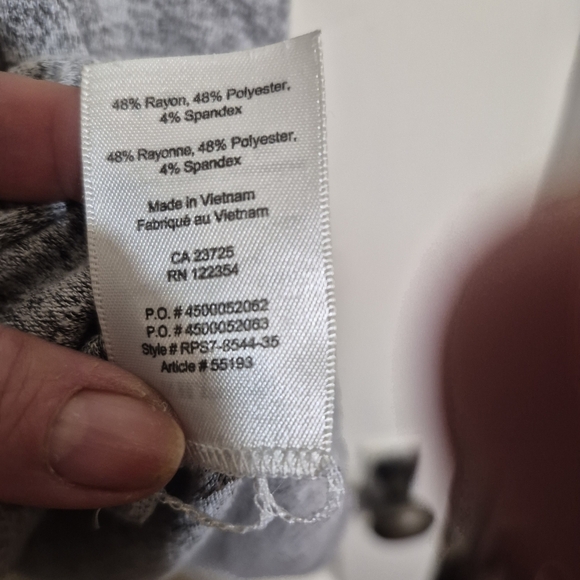 48% Rayon, 48% Polyester,
4% Spandex
48% Rayonne, 48% Polyester,
4% Spandex
Made in Vietnam
Fabriqué au Vietnam
CA 23725
RN 122354
P.O. # 4500052062
P.O. # 4500052063
Style # RPS7-8544-35
Article # 55193